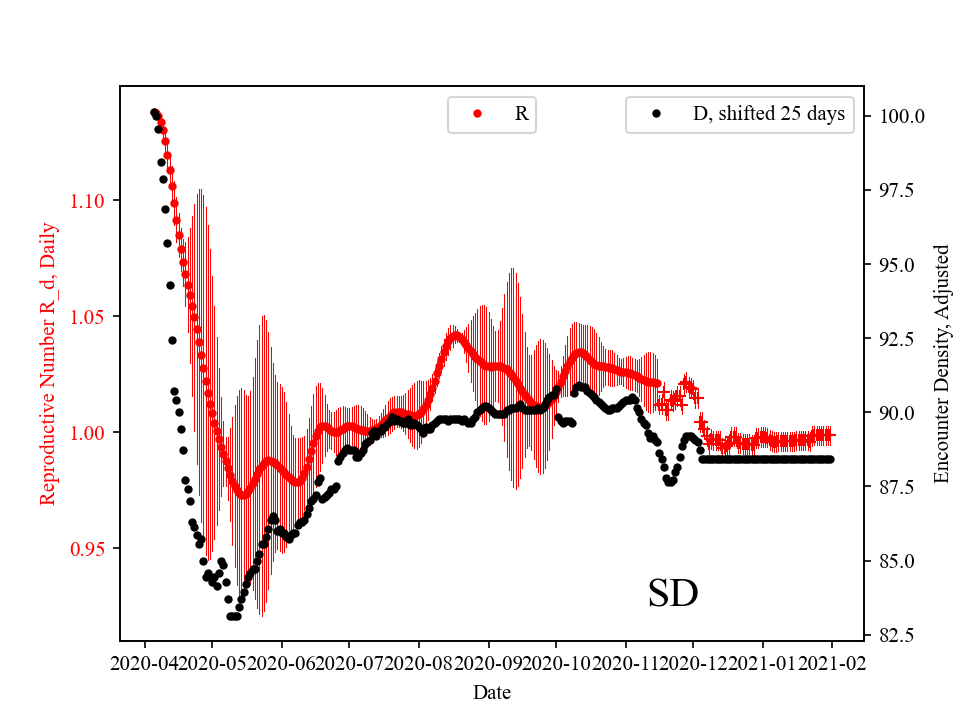 R
D, shifted 25 days
Reproductive Number R_d, Daily
1.10
1.05
1.00
0.95
100.0
97.5
95.0
92.5
90.0
87.5
85.0
82.5
Encounter Density, Adjusted
SD
2020-04 2020-05 2020-06 2020-07 2020-08 2020-09 2020-10 2020-11 2020-12 2021-01 2021-02
Date